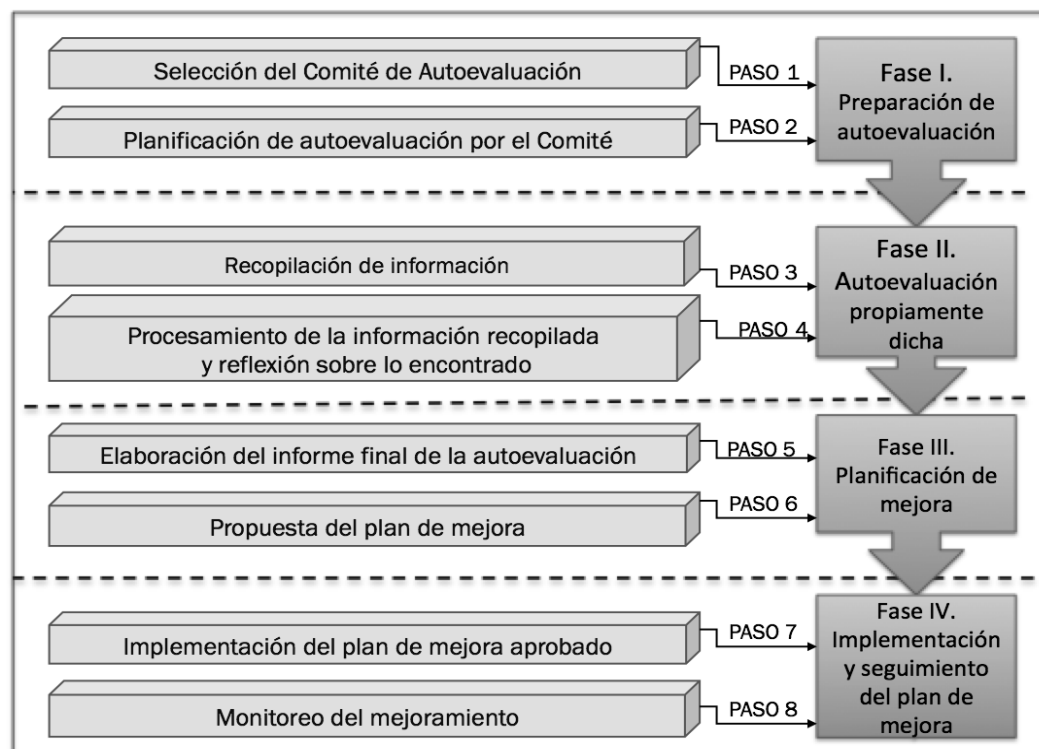 Selección del Comité de Autoevaluación
PASO 1
Planificación de autoevaluación por el Comité
PASO 2
Fase I.
Preparación de
autoevaluación
Recopilación de información
PASO 3
Procesamiento de la información recopilada
y reflexión sobre lo encontrado
PASO 4
Fase II.
Autoevaluación
propiamente
dicha
Elaboración del informe final de la autoevaluación
PASO 5
Propuesta del plan de mejora
PASO 6
Fase III.
Planificación de
mejora
Implementación del plan de mejora aprobado
PASO 7
Monitoreo del mejoramiento
PASO 8
Fase IV.
Implementación
y seguimiento
del plan de
mejora